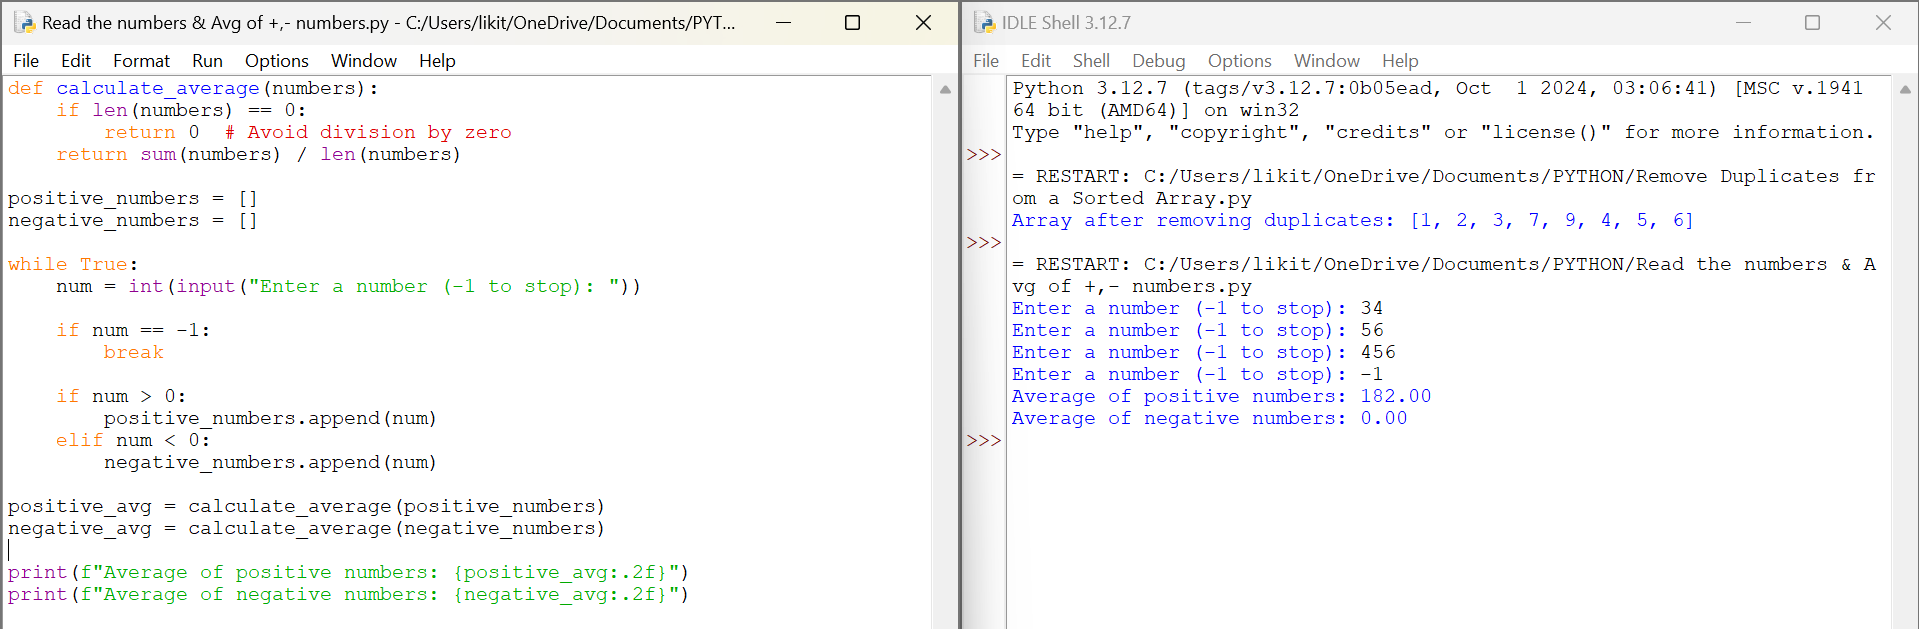 Read the numbers & Avg of +,- numbers.py - C:/Users/likit/OneDrive/Documents/PYT...
File Edit Format Run Options Window Help
def calculate_average(numbers):
    if len(numbers) == 0:
        return 0  # Avoid division by zero
    return sum(numbers) / len(numbers)
positive_numbers = []
negative_numbers = []
while True:
    num = int(input("Enter a number (-1 to stop): "))
    if num == -1:
        break
    if num > 0:
        positive_numbers.append(num)
    elif num < 0:
        negative_numbers.append(num)
positive_avg = calculate_average(positive_numbers)
negative_avg = calculate_average(negative_numbers)
print(f"Average of positive numbers: {positive_avg:.2f}")
print(f"Average of negative numbers: {negative_avg:.2f}")
IDLE Shell 3.12.7
File Edit Shell Debug Options Window Help
Python 3.12.7 (tags/v3.12.7:0b05ead, Oct  1 2024, 03:06:41) [MSC v.1941
64 bit (AMD64)] on win32
Type "help", "copyright", "credits" or "license()" for more information.
>>>
= RESTART: C:/Users/likit/OneDrive/Documents/PYTHON/Remove Duplicates fr
om a Sorted Array.py
Array after removing duplicates: [1, 2, 3, 7, 9, 4, 5, 6]
>>>
= RESTART: C:/Users/likit/OneDrive/Documents/PYTHON/Read the numbers & A
vg of +,- numbers.py
Enter a number (-1 to stop): 34
Enter a number (-1 to stop): 56
Enter a number (-1 to stop): 456
Enter a number (-1 to stop): -1
Average of positive numbers: 182.00
Average of negative numbers: 0.00
>>>